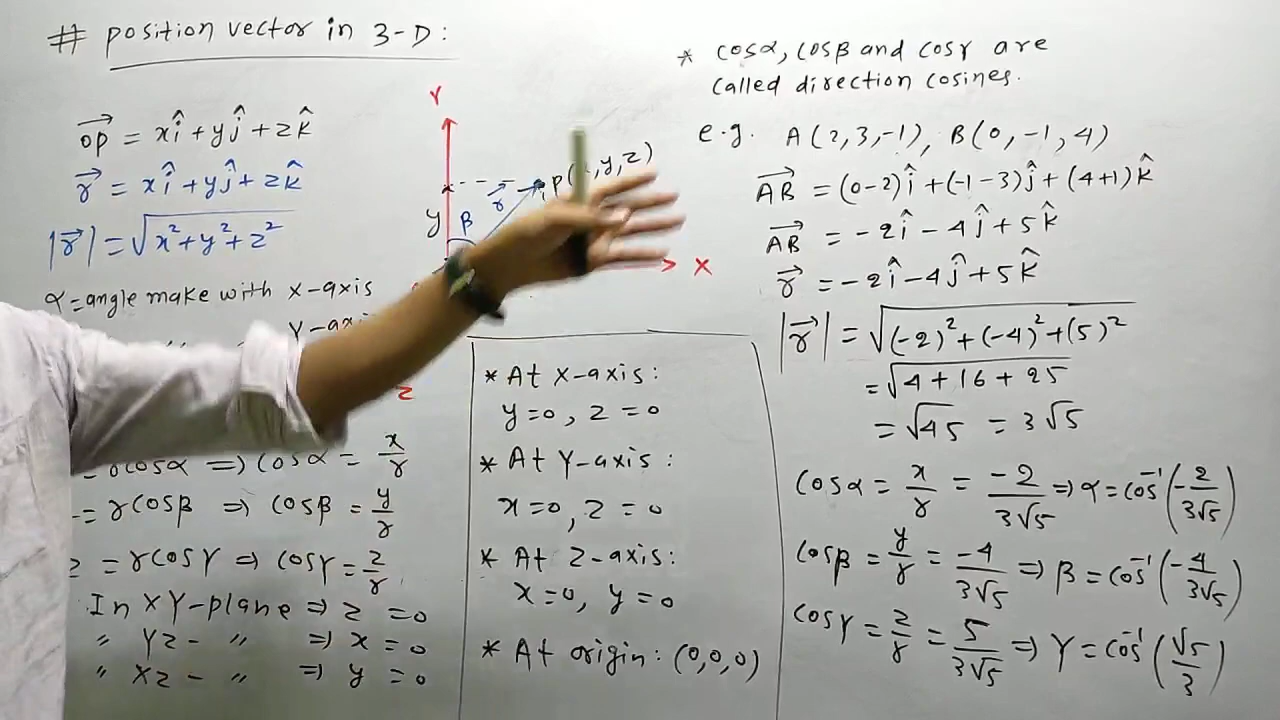 # position vector in 3-D:
→OP = xî + yĵ + zk̂
→r = xî + yĵ + zk̂
|→r| = √(x² + y² + z²)
α = angle make with X-axis
Y-axi
cosα ⇒ cosα = x/r
= rcosβ ⇒ cosβ = y/r
z = rcosγ ⇒ cosγ = z/r
In XY-plane ⇒ z = 0
" YZ- " ⇒ x = 0
" XZ- " ⇒ y = 0
Y
P(x, y, z)
→r
y
β
X
z
* At X-axis:
y = 0, z = 0
* At Y-axis:
x = 0, z = 0
* At Z-axis:
x = 0, y = 0
* At origin: (0,0,0)
* cosα, cosβ and cosγ are
called direction cosines.
e.g. A(2,3,-1), B(0,-1,4)
→AB = (0-2)î + (-1-3)ĵ + (4+1)k̂
→AB = -2î - 4ĵ + 5k̂
→r = -2î - 4ĵ + 5k̂
|→r| = √((-2)² + (-4)² + (5)²)
= √(4 + 16 + 25)
= √45 = 3√5
cosα = x/r = -2/3√5 ⇒ α = cos⁻¹(-2/3√5)
cosβ = y/r = -4/3√5 ⇒ β = cos⁻¹(-4/3√5)
cosγ = z/r = 5/3√5 ⇒ γ = cos⁻¹(√5/3)